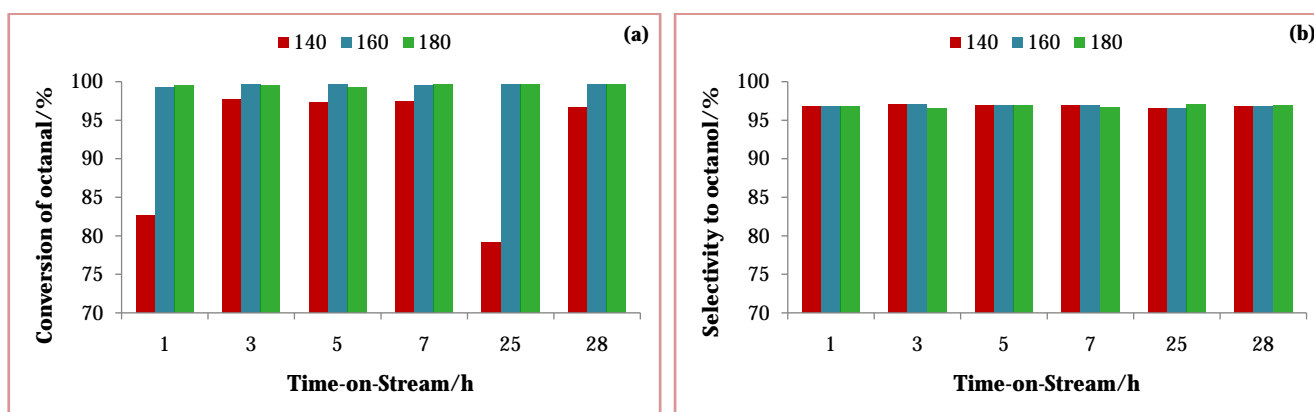 (a)
140 160 180
Conversion of octanal/%
100
95
90
85
80
75
70
1 3 5 7 25 28
Time-on-Stream/h
(b)
140 160 180
Selectivity to octanol/%
100
95
90
85
80
75
70
1 3 5 7 25 28
Time-on-Stream/h